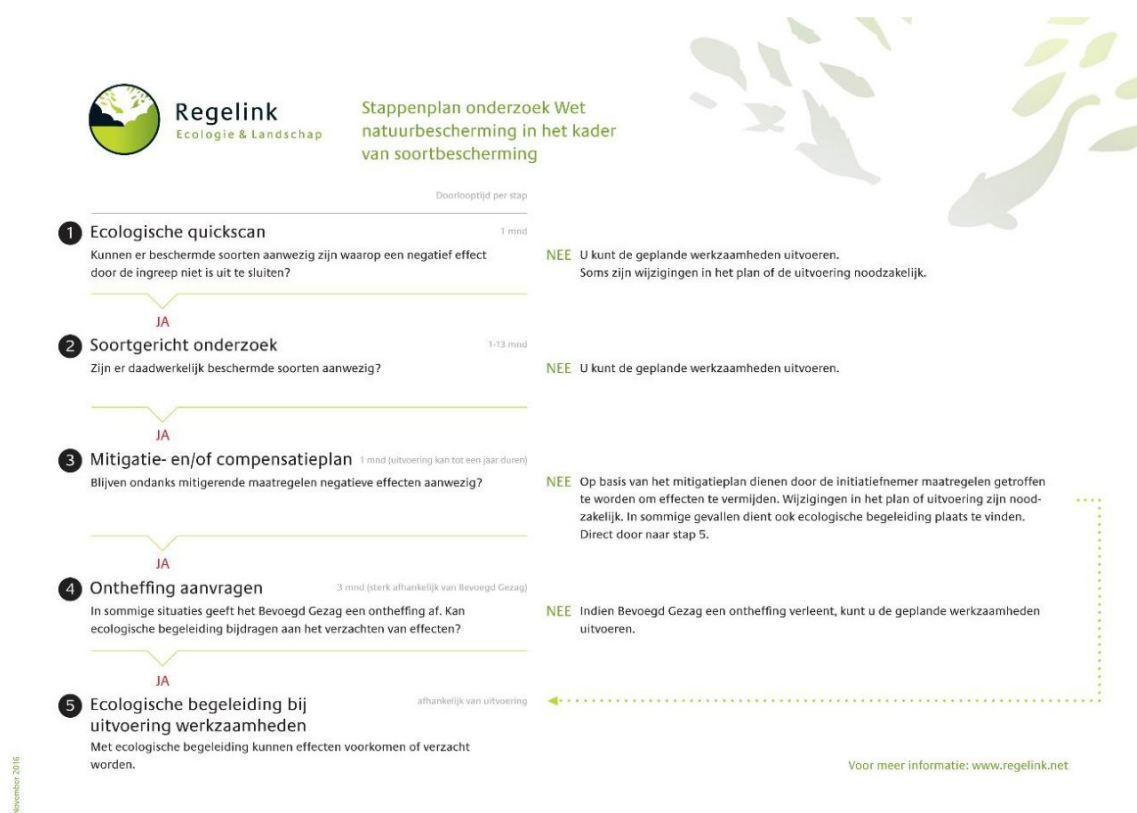 Regelink
Ecologie & Landschap
Stappenplan onderzoek Wet
natuurbescherming in het kader
van soortbescherming
Doorlooptijd per stap
1 Ecologische quickscan 1 mnd
Kunnen er beschermde soorten aanwezig zijn waarop een negatief effect
door de ingreep niet is uit te sluiten?
NEE U kunt de geplande werkzaamheden uitvoeren.
Soms zijn wijzigingen in het plan of de uitvoering noodzakelijk.
JA
2 Soortgericht onderzoek 1-13 mnd
Zijn er daadwerkelijk beschermde soorten aanwezig?
NEE U kunt de geplande werkzaamheden uitvoeren.
JA
3 Mitigatie- en/of compensatieplan 1 mnd (uitvoering kan tot een jaar duren)
Blijven ondanks mitigerende maatregelen negatieve effecten aanwezig?
NEE Op basis van het mitigatieplan dienen door de initiatiefnemer maatregelen getroffen
te worden om effecten te vermijden. Wijzigingen in het plan of uitvoering zijn nood-
zakelijk. In sommige gevallen dient ook ecologische begeleiding plaats te vinden.
Direct door naar stap 5.
JA
4 Ontheffing aanvragen 3 mnd (sterk afhankelijk van Bevoegd Gezag)
In sommige situaties geeft het Bevoegd Gezag een ontheffing af. Kan
ecologische begeleiding bijdragen aan het verzachten van effecten?
NEE Indien Bevoegd Gezag een ontheffing verleent, kunt u de geplande werkzaamheden
uitvoeren.
JA
5 Ecologische begeleiding bij afhankelijk van uitvoering
uitvoering werkzaamheden
Met ecologische begeleiding kunnen effecten voorkomen of verzacht
worden.
Voor meer informatie: www.regelink.net
November 2016